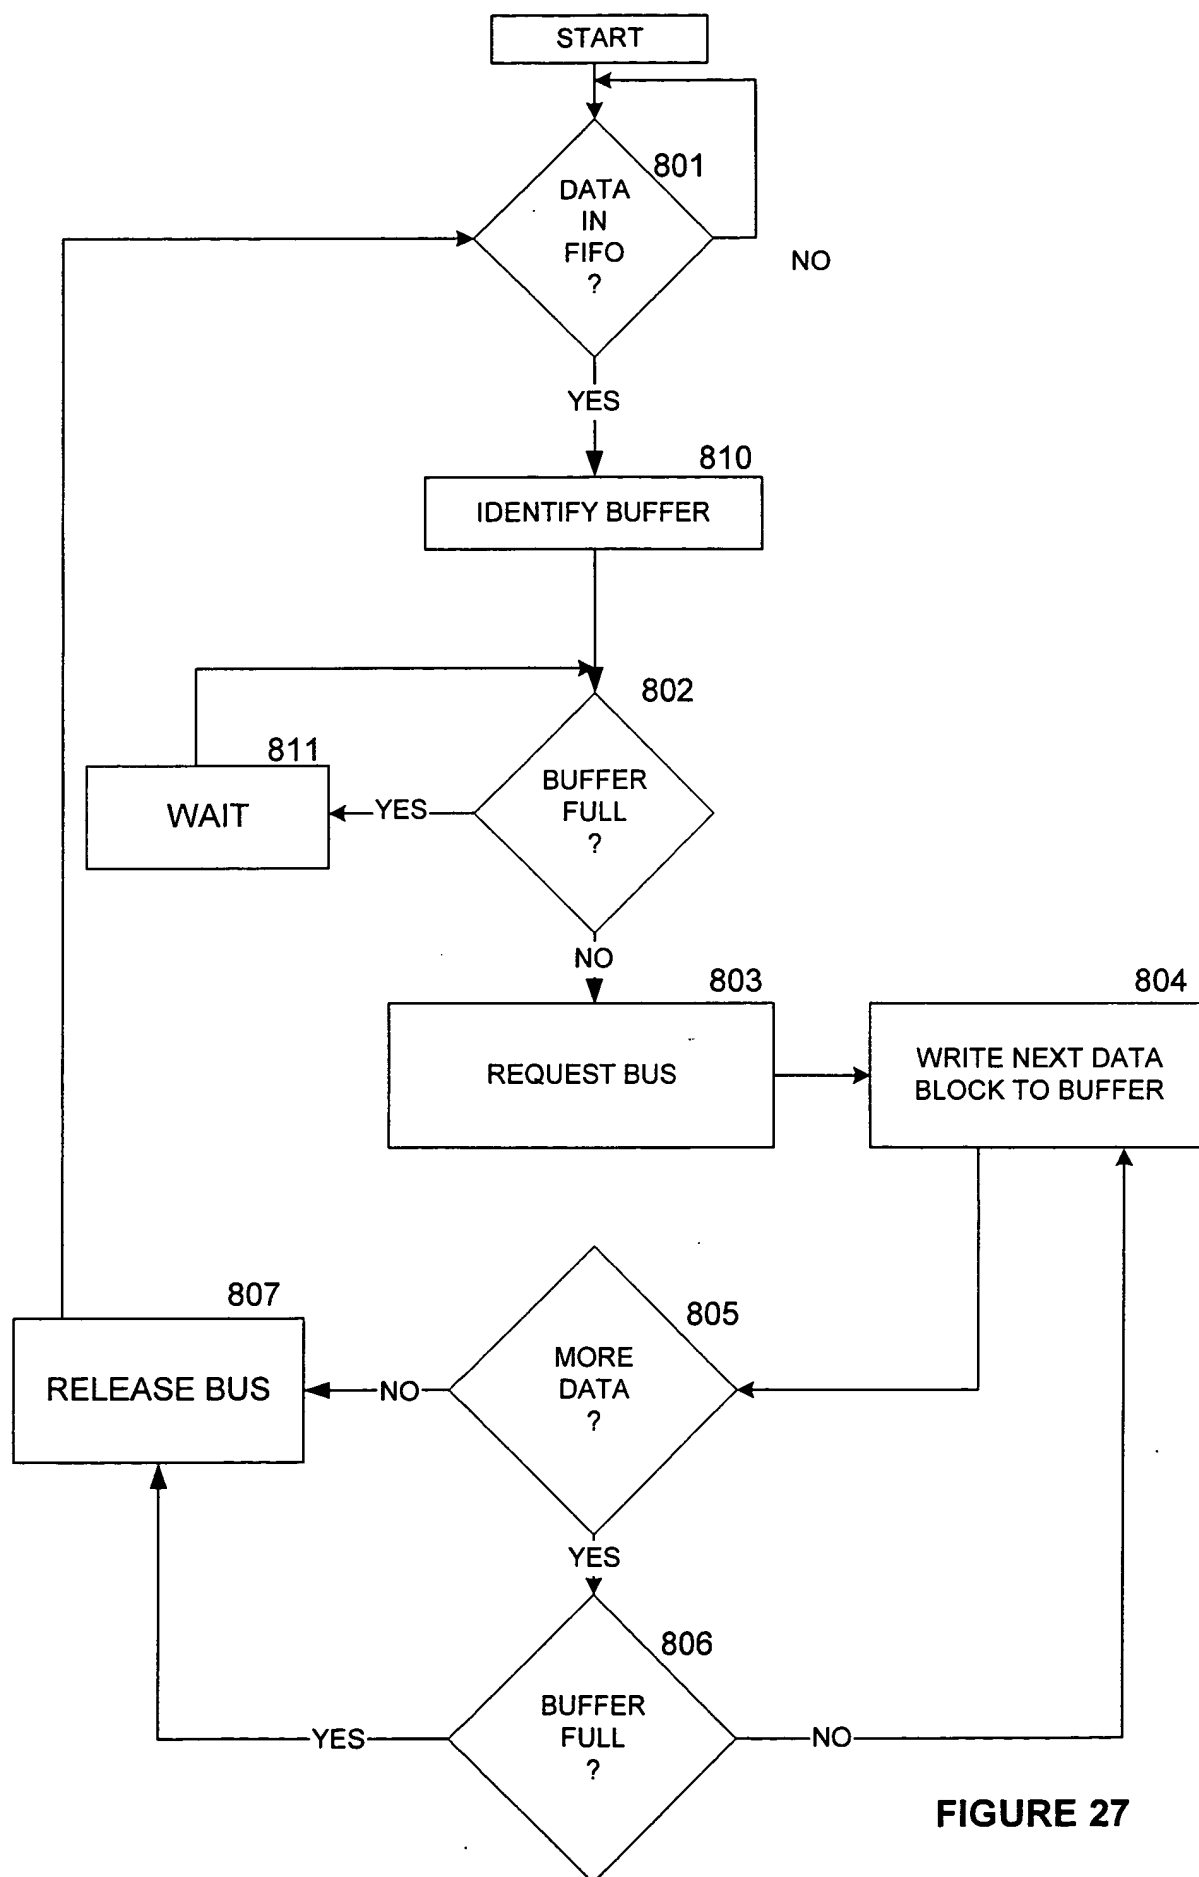 START
801
DATA
IN
FIFO
?
NO
YES
810
IDENTIFY BUFFER
802
811
WAIT
YES
BUFFER
FULL
?
NO
803
804
REQUEST BUS
WRITE NEXT DATA
BLOCK TO BUFFER
807
805
RELEASE BUS
NO
MORE
DATA
?
YES
806
BUFFER
FULL
?
YES
NO
FIGURE 27